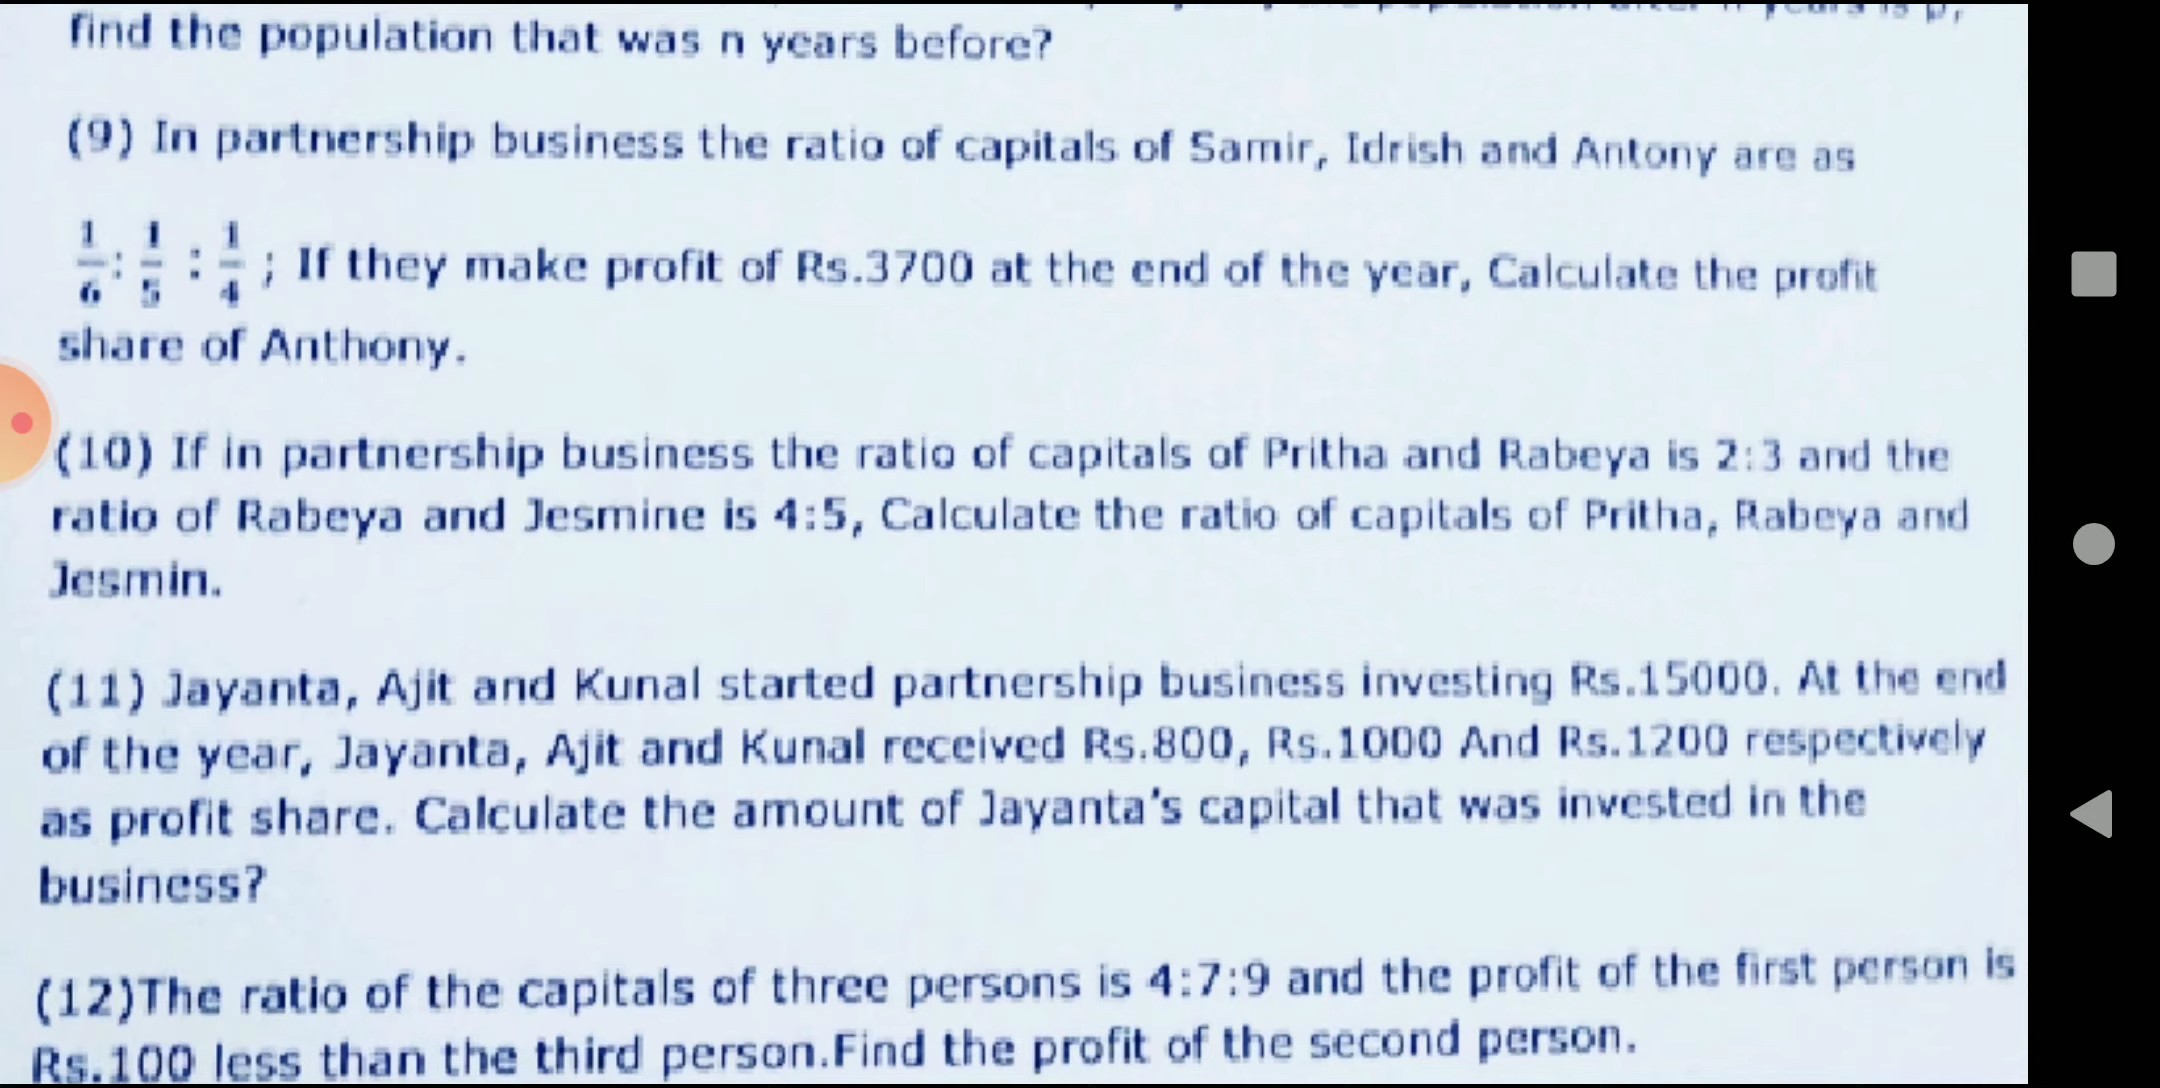 find the population that was n years before?
(9) In partnership business the ratio of capitals of Samir, Idrish and Antony are as
1/6 : 1/5 : 1/4 ; If they make profit of Rs.3700 at the end of the year, Calculate the profit
share of Anthony.
(10) If in partnership business the ratio of capitals of Pritha and Rabeya is 2:3 and the
ratio of Rabeya and Jesmine is 4:5, Calculate the ratio of capitals of Pritha, Rabeya and
Jesmin.
(11) Jayanta, Ajit and Kunal started partnership business investing Rs.15000. At the end
of the year, Jayanta, Ajit and Kunal received Rs.800, Rs.1000 And Rs.1200 respectively
as profit share. Calculate the amount of Jayanta's capital that was invested in the
business?
(12)The ratio of the capitals of three persons is 4:7:9 and the profit of the first person is
Rs.100 less than the third person.Find the profit of the second person.